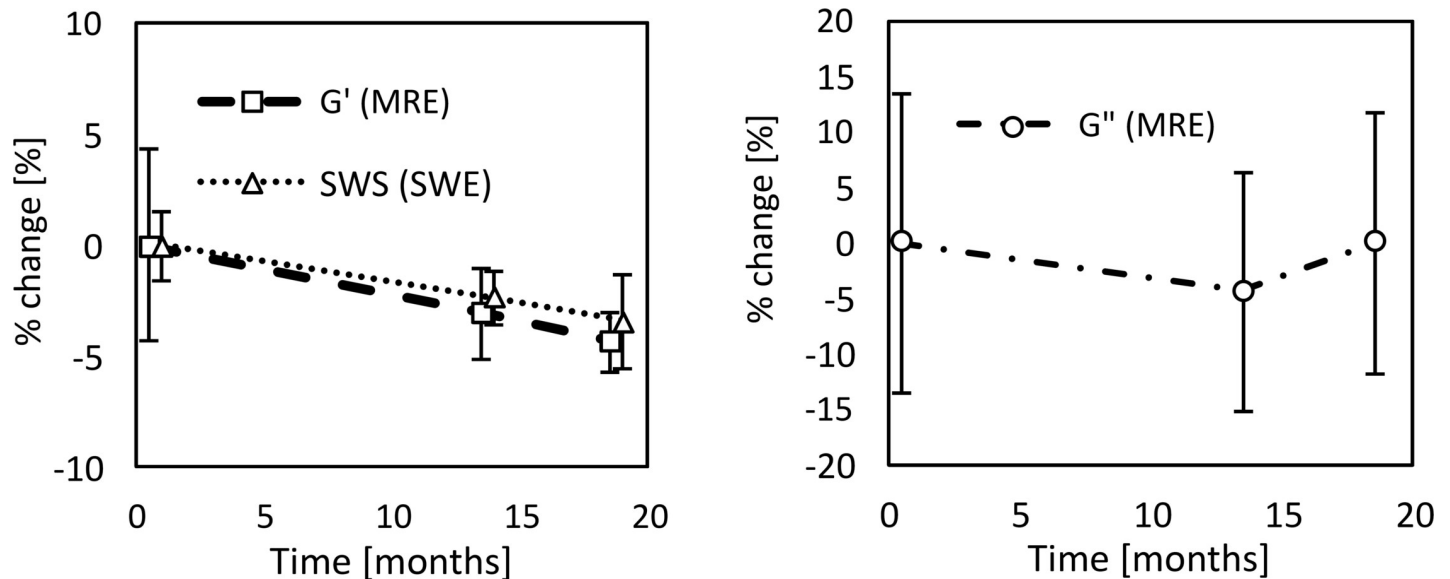 10
5
0
-5
-10
% change [%]
G' (MRE)
SWS (SWE)
0 5 10 15 20
Time [months]
20
15
10
5
0
-5
-10
-15
-20
% change [%]
G" (MRE)
0 5 10 15 20
Time [months]